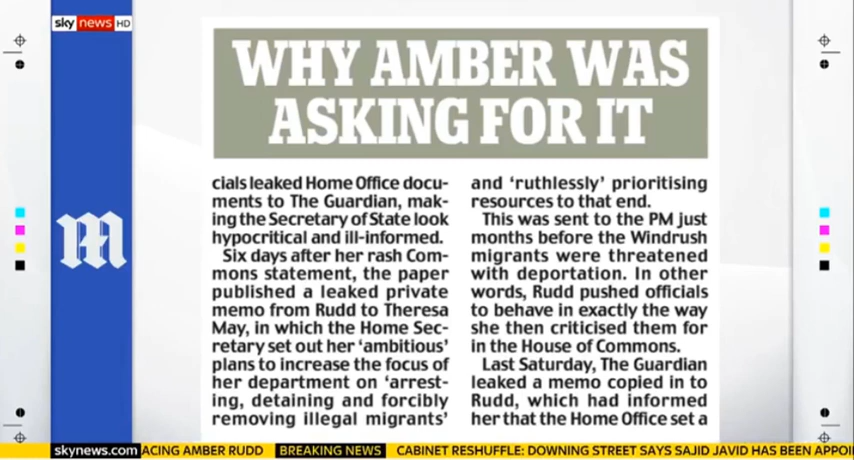 sky news HD
WHY AMBER WAS
ASKING FOR IT
cials leaked Home Office docu-
ments to The Guardian, mak-
ing the Secretary of State look
hypocritical and ill-informed.
Six days after her rash Com-
mons statement, the paper
published a leaked private
memo from Rudd to Theresa
May, in which the Home Sec-
retary set out her ‘ambitious’
plans to increase the focus of
her department on ‘arrest-
ing, detaining and forcibly
removing illegal migrants’
and ‘ruthlessly’ prioritising
resources to that end.
This was sent to the PM just
months before the Windrush
migrants were threatened
with deportation. In other
words, Rudd pushed officials
to behave in exactly the way
she then criticised them for
in the House of Commons.
Last Saturday, The Guardian
leaked a memo copied in to
Rudd, which had informed
her that the Home Office set a
skynews.com ACING AMBER RUDD BREAKING NEWS CABINET RESHUFFLE: DOWNING STREET SAYS SAJID JAVID HAS BEEN APPOI